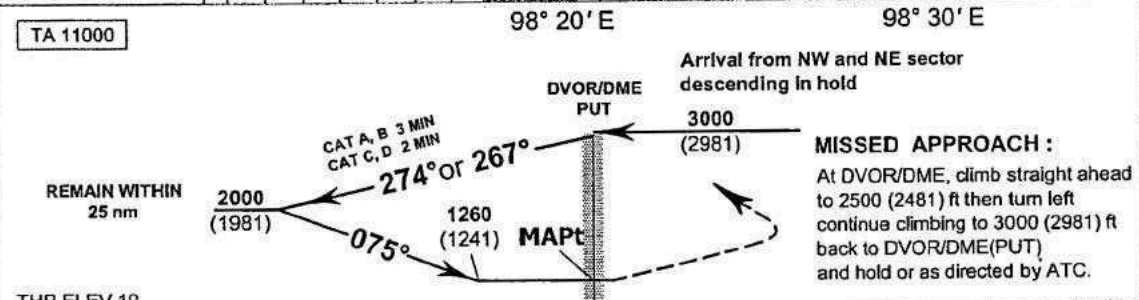 98° 20' E
98° 30' E
TA 11000
Arrival from NW and NE sector
descending in hold
DVOR/DME
PUT
3000
(2981)
CAT A, B 3 MIN
CAT C, D 2 MIN
274° or 267°
REMAIN WITHIN
25 nm
2000
(1981)
075°
1260
(1241)
MAPt
MISSED APPROACH :
At DVOR/DME, climb straight ahead
to 2500 (2481) ft then turn left
continue climbing to 3000 (2981) ft
back to DVOR/DME(PUT)
and hold or as directed by ATC.